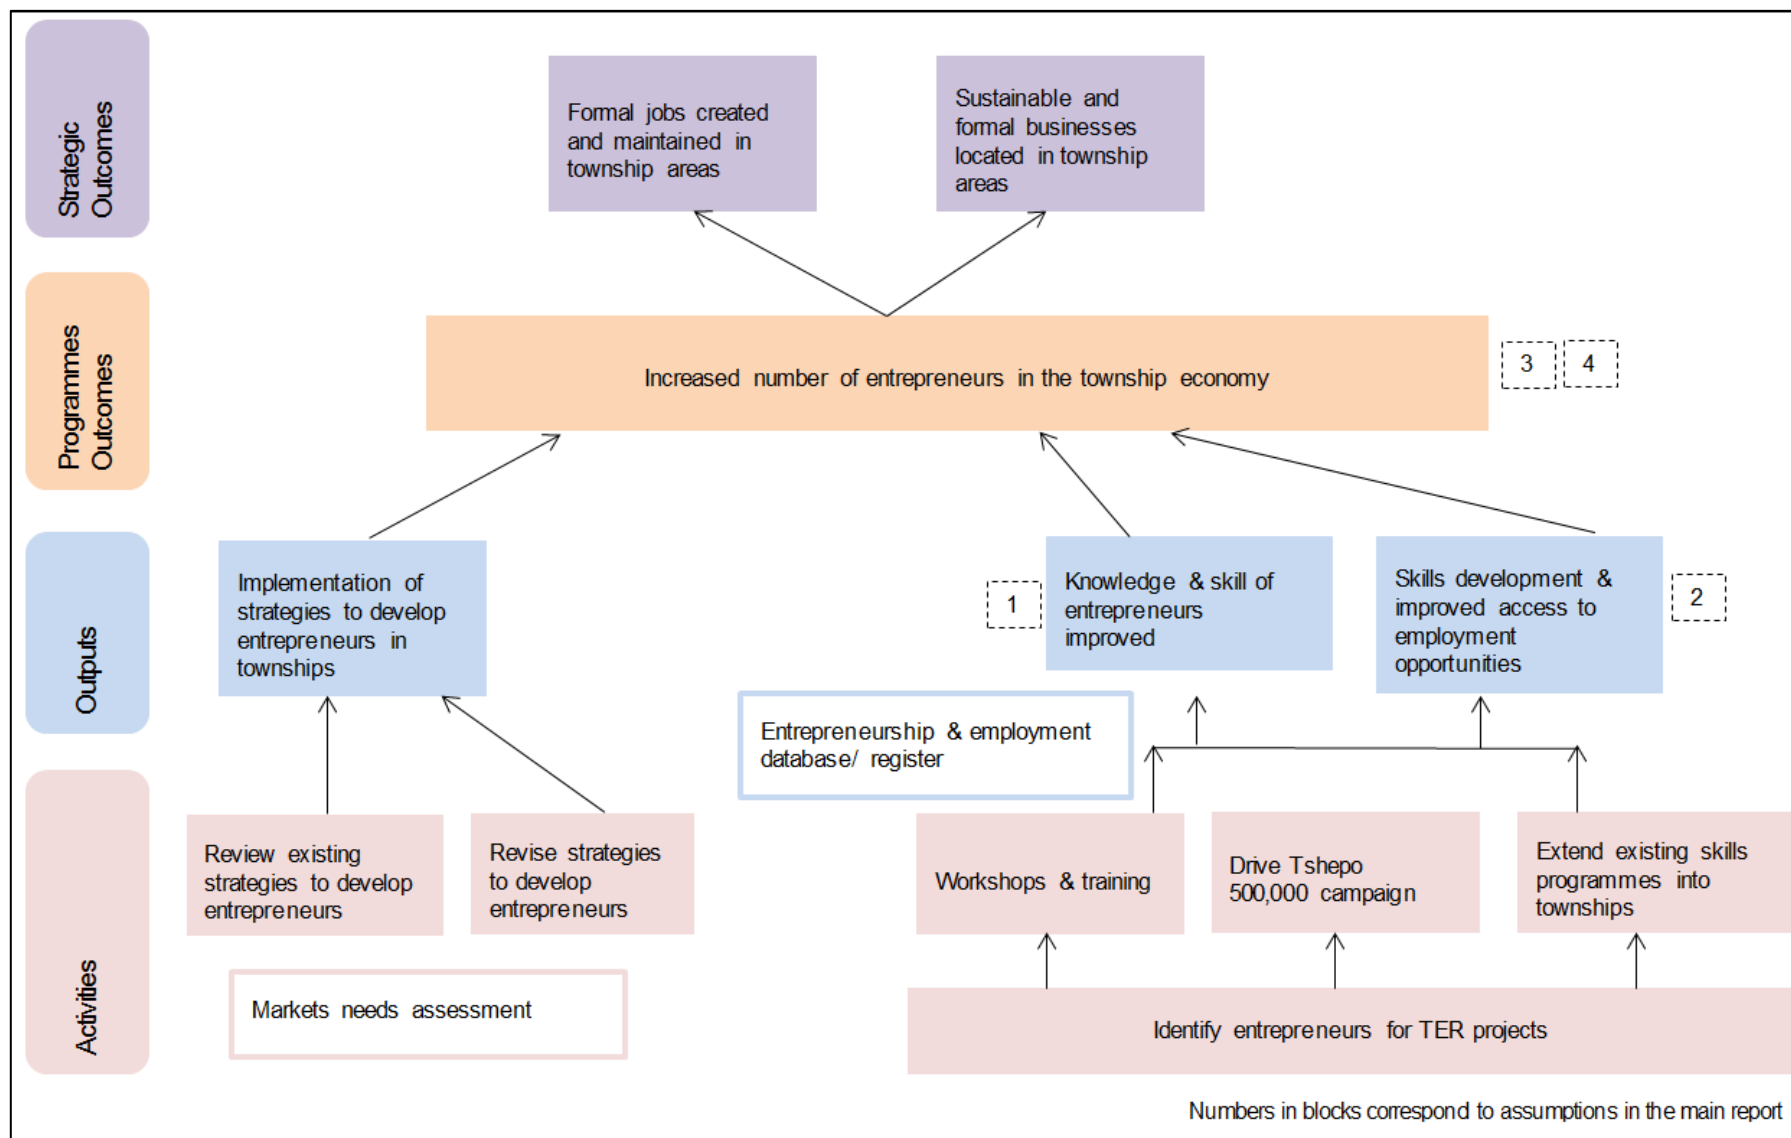 Strategic
Outcomes
Formal jobs created
and maintained in
township areas
Sustainable and
formal businesses
located in township
areas
Programmes
Outcomes
Increased number of entrepreneurs in the township economy
3
4
Outputs
Implementation of
strategies to develop
entrepreneurs in
townships
1
Knowledge & skill of
entrepreneurs
improved
Skills development &
improved access to
employment
opportunities
2
Entrepreneurship & employment
database/ register
Activities
Review existing
strategies to develop
entrepreneurs
Revise strategies
to develop
entrepreneurs
Workshops & training
Drive Tshepo
500,000 campaign
Extend existing skills
programmes into
townships
Markets needs assessment
Identify entrepreneurs for TER projects
Numbers in blocks correspond to assumptions in the main report